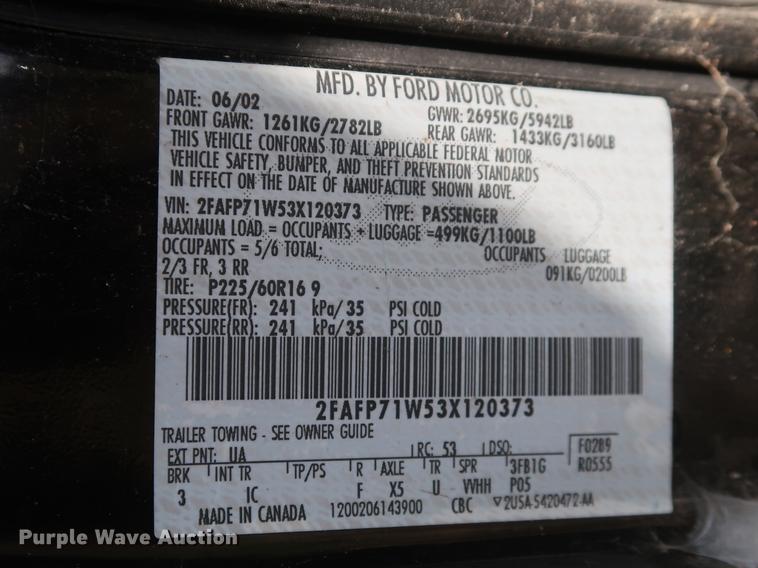 MFD. BY FORD MOTOR CO.
DATE: 06/02 GVWR: 2695KG/5942LB
FRONT GAWR: 1261KG/2782LB REAR GAWR: 1433KG/3160LB
THIS VEHICLE CONFORMS TO ALL APPLICABLE FEDERAL MOTOR
VEHICLE SAFETY, BUMPER, AND THEFT PREVENTION STANDARDS
IN EFFECT ON THE DATE OF MANUFACTURE SHOWN ABOVE.
VIN: 2FAFP71W53X120373 TYPE: PASSENGER
MAXIMUM LOAD = OCCUPANTS + LUGGAGE =499KG/1100LB
OCCUPANTS = 5/6 TOTAL; OCCUPANTS LUGGAGE
2/3 FR, 3 RR 091KG/0200LB
TIRE: P225/60R16 9
PRESSURE(FR): 241 kPa/35 PSI COLD
PRESSURE(RR): 241 kPa/35 PSI COLD
2FAFP71W53X120373
TRAILER TOWING - SEE OWNER GUIDE
EXT PNT: UA RC: 53 DSO: F0289
BRK INT TR TP/PS R AXLE TR SPR 3FB1G R0555
3 IC F X5 U VVHH P05
MADE IN CANADA 1200206143900 CBC ▽2U5A-5420472-AA
Purple Wave Auction